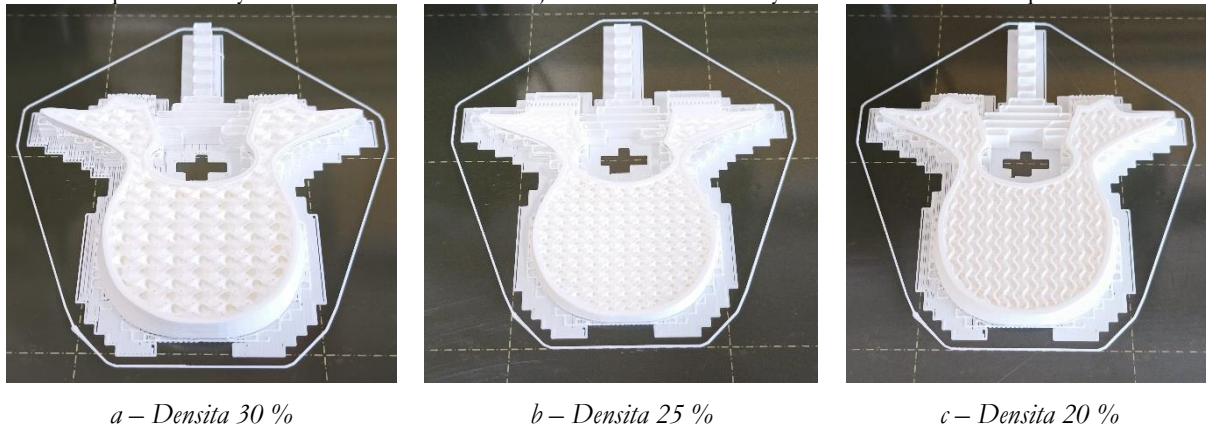 a – Densita 30 %
b – Densita 25 %
c – Densita 20 %